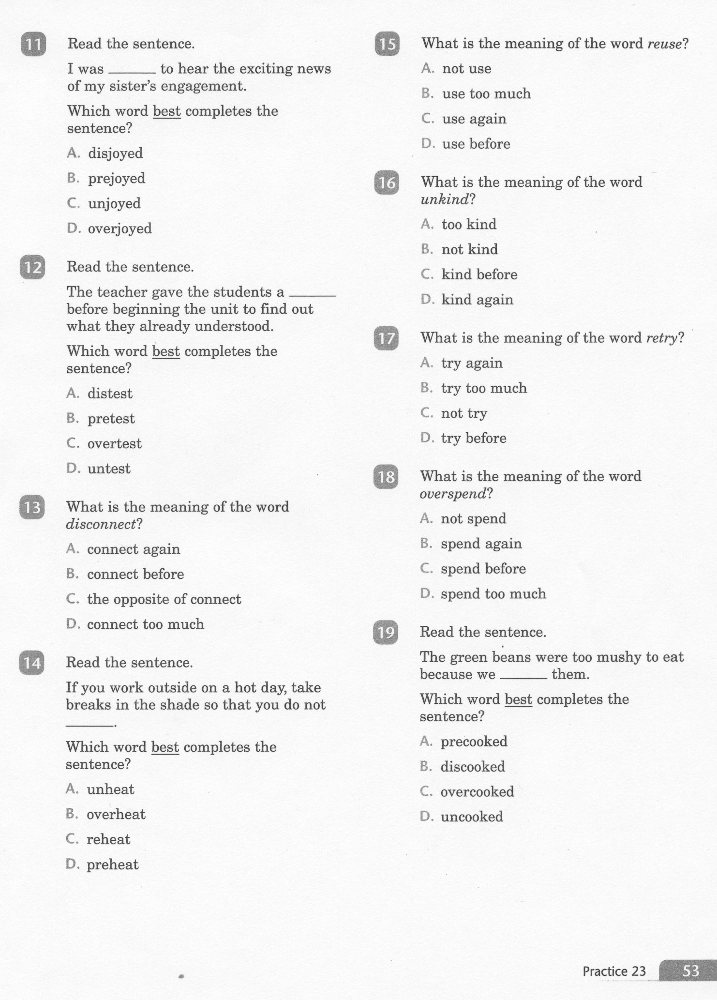 11 Read the sentence.
I was ______ to hear the exciting news
of my sister's engagement.
Which word best completes the
sentence?
A. disjoyed
B. prejoyed
C. unjoyed
D. overjoyed
12 Read the sentence.
The teacher gave the students a ______
before beginning the unit to find out
what they already understood.
Which word best completes the
sentence?
A. distest
B. pretest
C. overtest
D. untest
13 What is the meaning of the word
disconnect?
A. connect again
B. connect before
C. the opposite of connect
D. connect too much
14 Read the sentence.
If you work outside on a hot day, take
breaks in the shade so that you do not
______.
Which word best completes the
sentence?
A. unheat
B. overheat
C. reheat
D. preheat
15 What is the meaning of the word reuse?
A. not use
B. use too much
C. use again
D. use before
16 What is the meaning of the word
unkind?
A. too kind
B. not kind
C. kind before
D. kind again
17 What is the meaning of the word retry?
A. try again
B. try too much
C. not try
D. try before
18 What is the meaning of the word
overspend?
A. not spend
B. spend again
C. spend before
D. spend too much
19 Read the sentence.
The green beans were too mushy to eat
because we ______ them.
Which word best completes the
sentence?
A. precooked
B. discooked
C. overcooked
D. uncooked
Practice 23 53